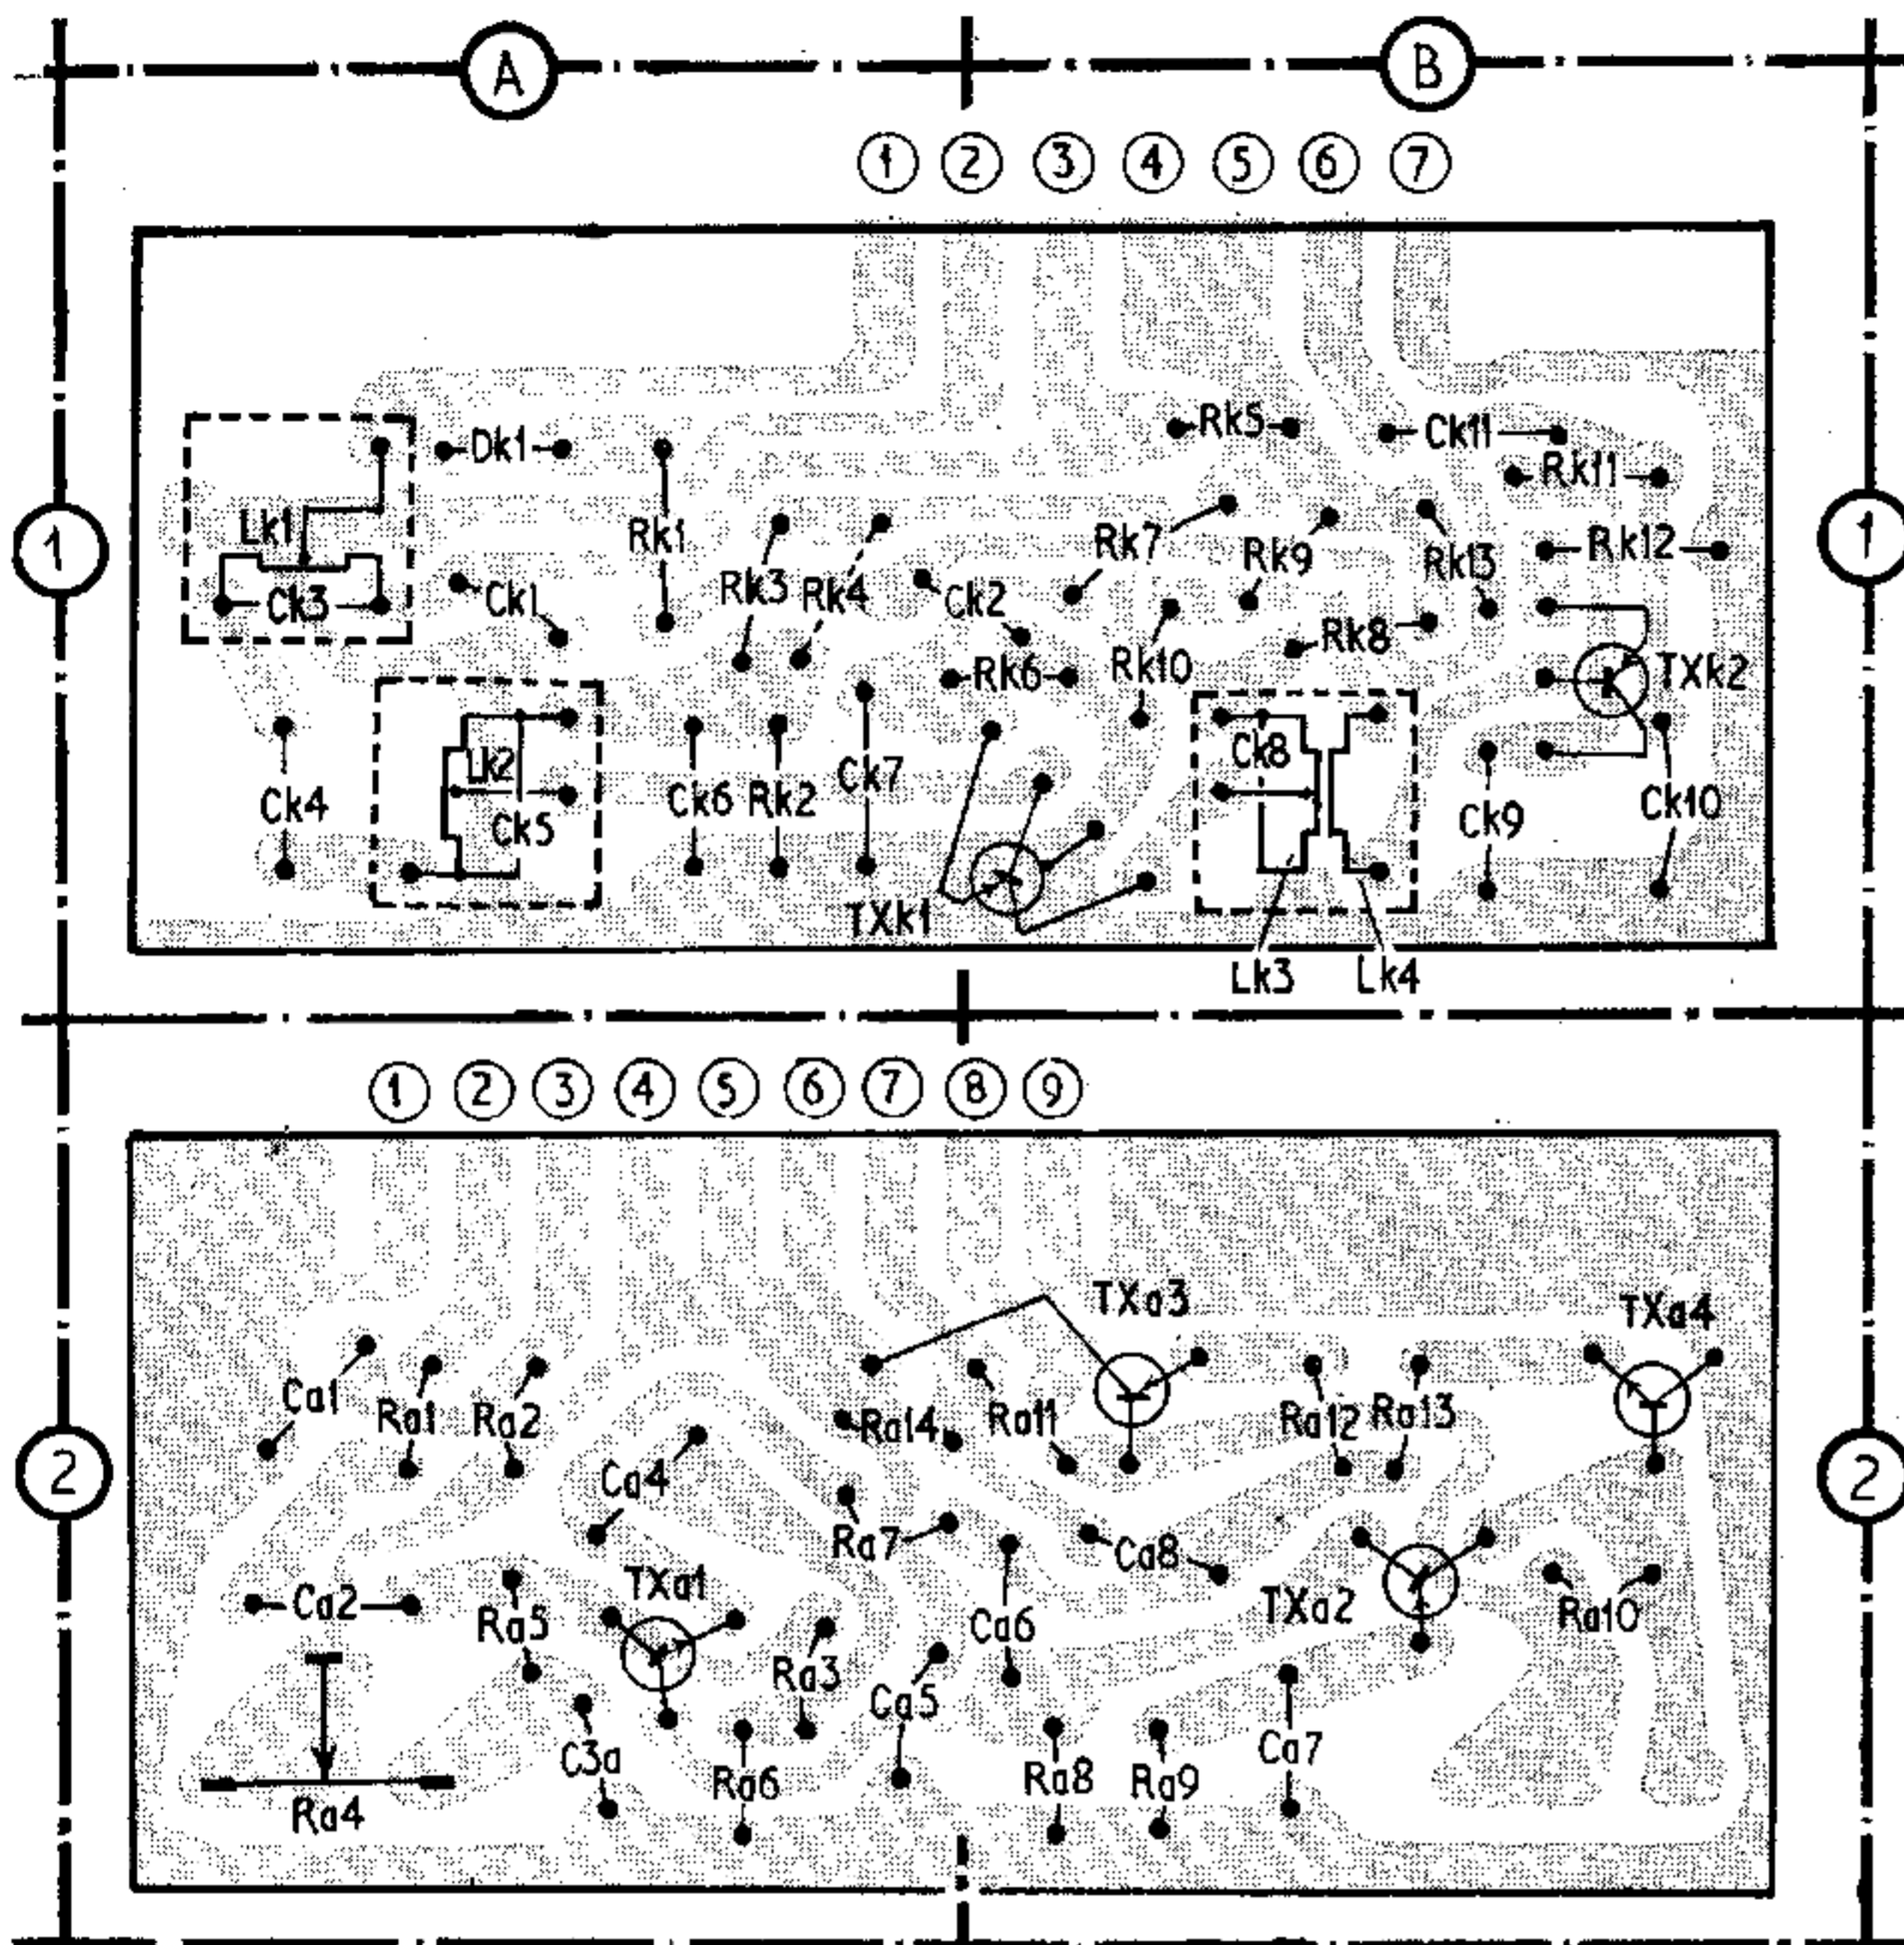 A B
1 2 3 4 5 6 7
Rk5 Ck11
Dk1 Rk11
Lk1 Rk1 Rk7 Rk9 Rk13 Rk12
Ck3 Ck1 Rk3 Rk4 Ck2
1 1
Rk6 Rk10 Rk8 TXk2
Lk2 Ck7 Ck8
Ck4 Ck5 Ck6 Rk2 Ck9 Ck10
TXk1
Lk3 Lk4
1 2 3 4 5 6 7 8 9
TXa3 TXa4
Ca1 Ra1 Ra2 Ra14 Ra11 Ra12 Ra13
2 2
Ca4
Ra7 Ca8
Ca2 Ra5 TXa1 Ca6 TXa2 Ra10
Ra3 Ca5
C3a Ca7
Ra4 Ra6 Ra8 Ra9